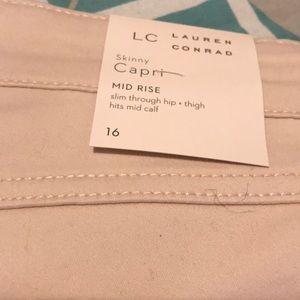 LC LAUREN CONRAD
Skinny
Capri
MID RISE
slim through hip • thigh
hits mid calf
16